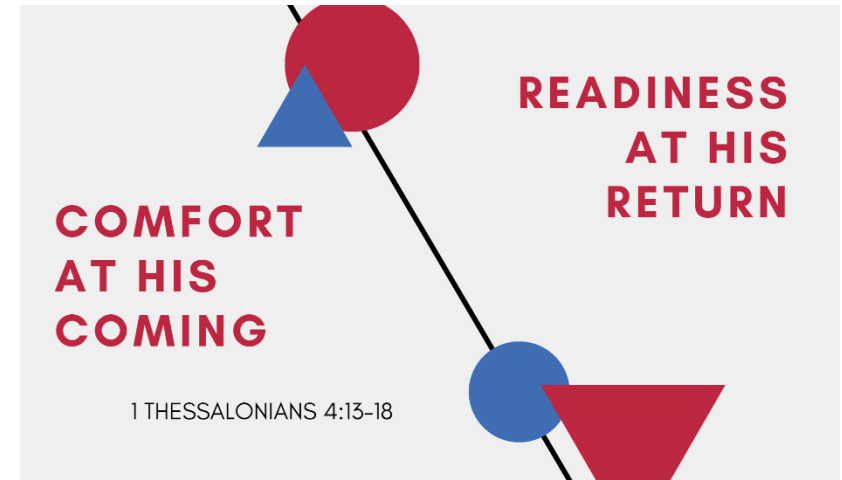 COMFORT
AT HIS
COMING
1 THESSALONIANS 4:13-18
READINESS
AT HIS
RETURN